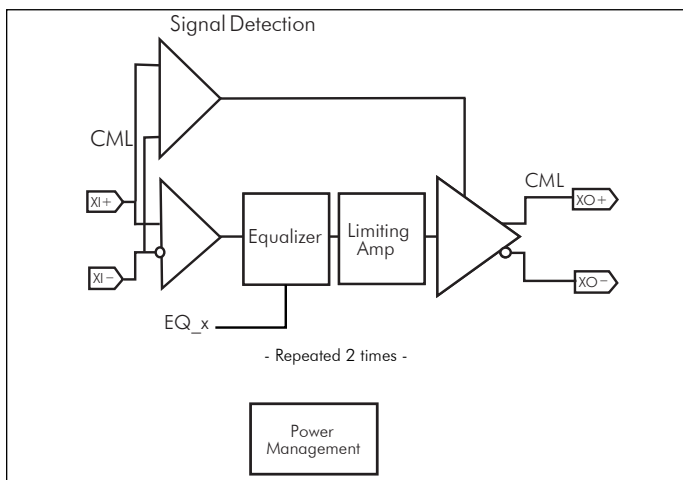 Signal Detection
CML
XI+
XI-
Equalizer
Limiting
Amp
CML
XO+
XO-
EQ_x
- Repeated 2 times -
Power
Management